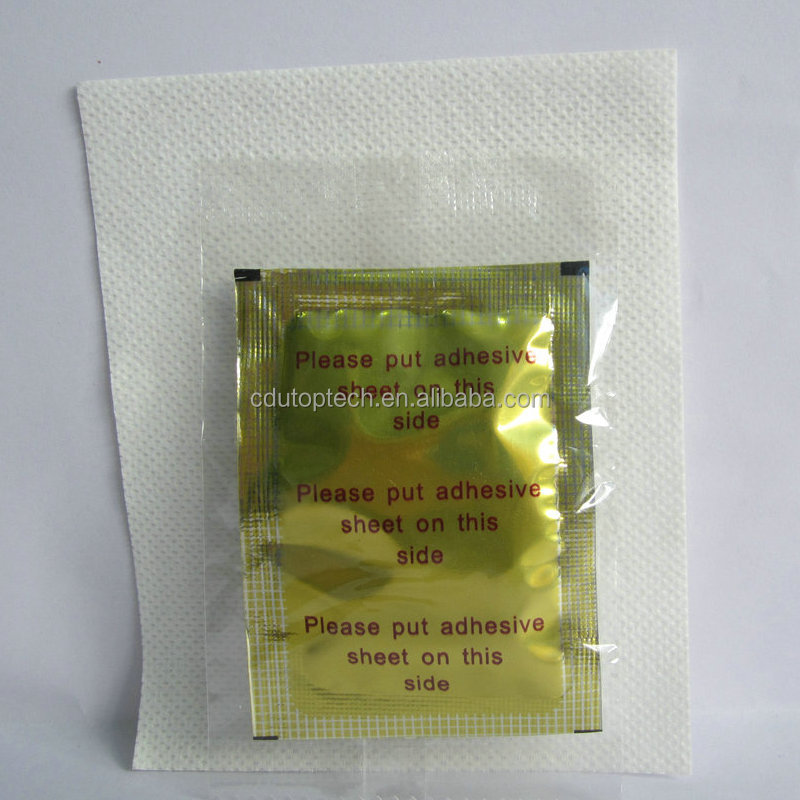 Please put adhesive
sheet on this
cdutoptech.en.alibaba.com
side
Please put adhesive
sheet on this
side
Please put adhesive
sheet on this
side